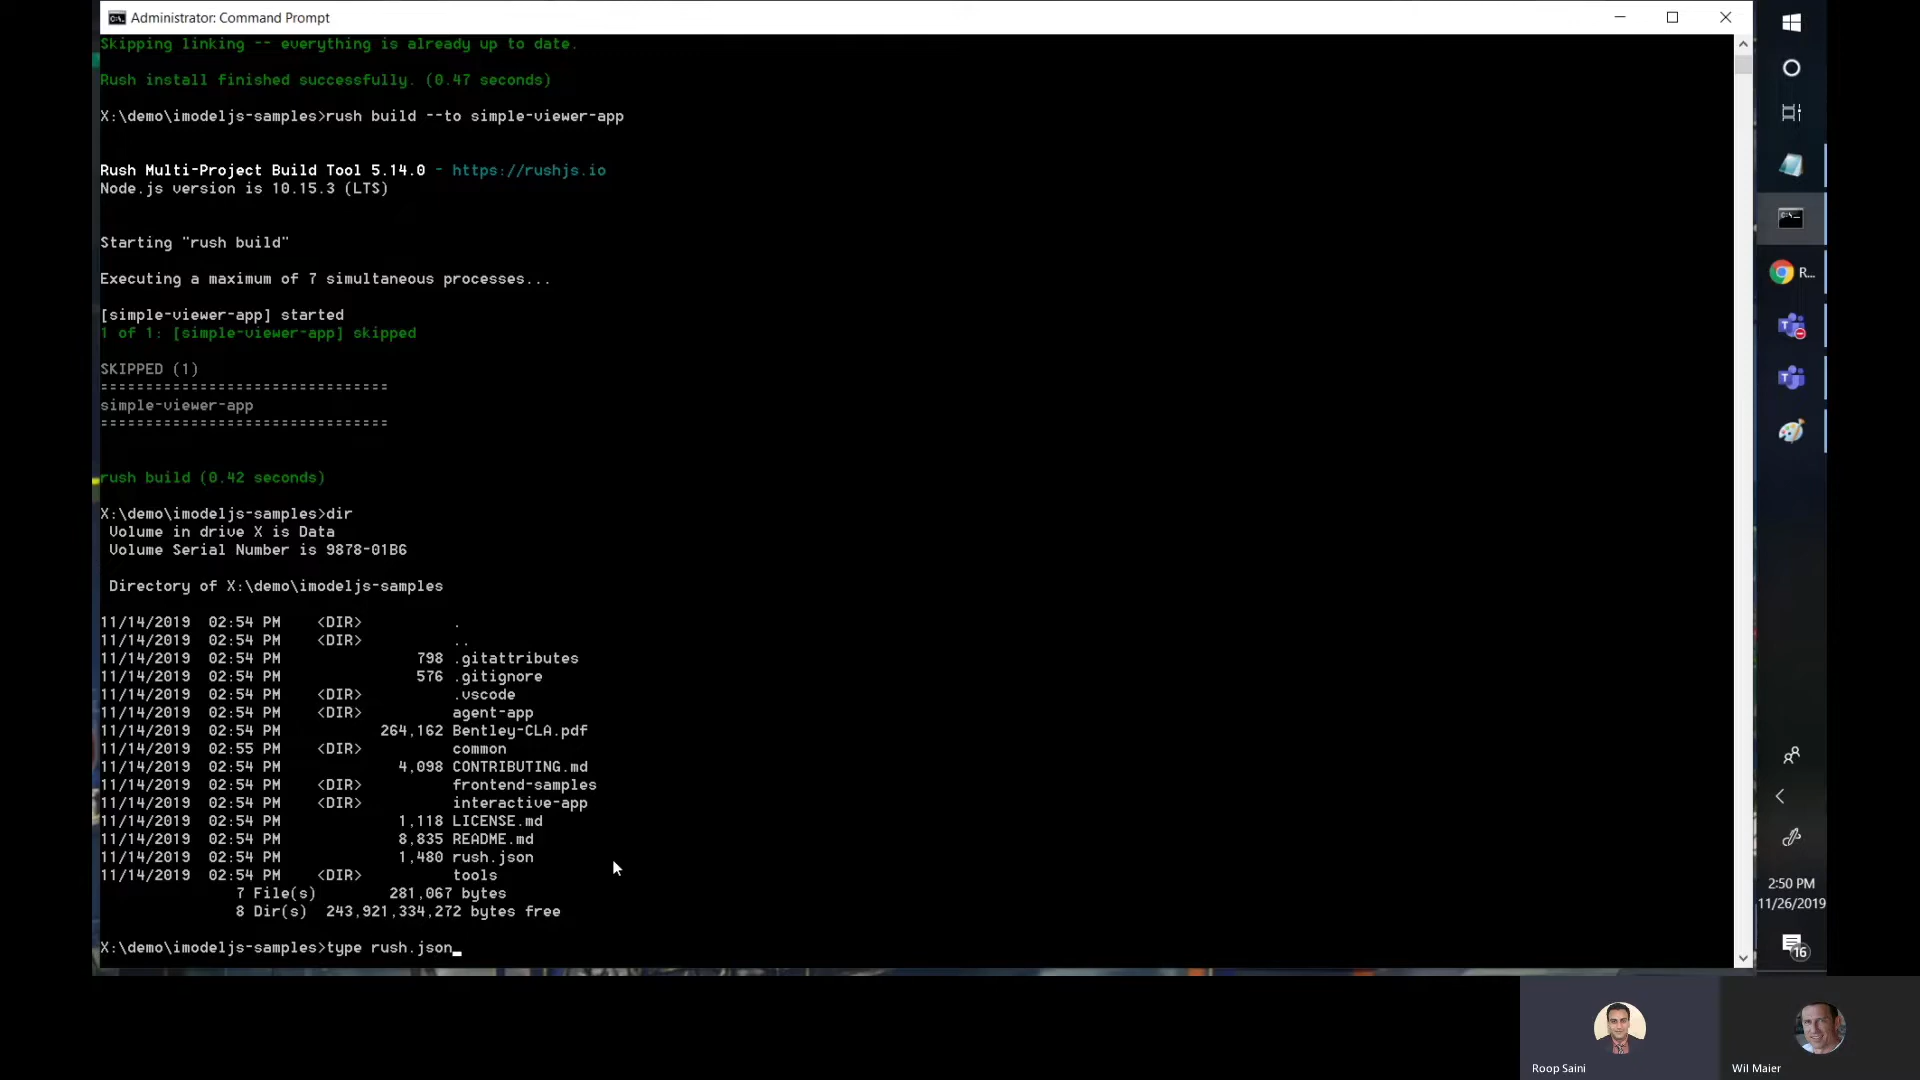 Administrator: Command Prompt
Skipping linking -- everything is already up to date.
Rush install finished successfully. (0.47 seconds)
X:\demo\imodeljs-samples>rush build --to simple-viewer-app
Rush Multi-Project Build Tool 5.14.0 - https://rushjs.io
Node.js version is 10.15.3 (LTS)
Starting "rush build"
Executing a maximum of 7 simultaneous processes...
[simple-viewer-app] started
1 of 1: [simple-viewer-app] skipped
SKIPPED (1)
================================
simple-viewer-app
================================
rush build (0.42 seconds)
X:\demo\imodeljs-samples>dir
Volume in drive X is Data
Volume Serial Number is 9878-01B6
Directory of X:\demo\imodeljs-samples
11/14/2019  02:54 PM    <DIR>          .
11/14/2019  02:54 PM    <DIR>          ..
11/14/2019  02:54 PM               798 .gitattributes
11/14/2019  02:54 PM               576 .gitignore
11/14/2019  02:54 PM    <DIR>          .vscode
11/14/2019  02:54 PM    <DIR>          agent-app
11/14/2019  02:54 PM           264,162 Bentley-CLA.pdf
11/14/2019  02:55 PM    <DIR>          common
11/14/2019  02:54 PM             4,098 CONTRIBUTING.md
11/14/2019  02:54 PM    <DIR>          frontend-samples
11/14/2019  02:54 PM    <DIR>          interactive-app
11/14/2019  02:54 PM             1,118 LICENSE.md
11/14/2019  02:54 PM             8,835 README.md
11/14/2019  02:54 PM             1,480 rush.json
11/14/2019  02:54 PM    <DIR>          tools
7 File(s)        281,067 bytes
8 Dir(s)  243,921,334,272 bytes free
X:\demo\imodeljs-samples>type rush.json
R...
2:50 PM
11/26/2019
16
Roop Saini
Wil Maier